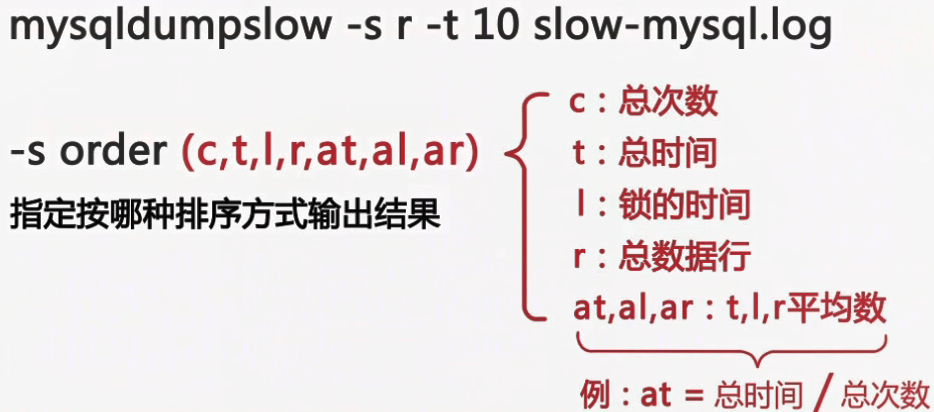 mysqldumpslow -s r -t 10 slow-mysql.log
-s order (c,t,l,r,at,al,ar)
指定按哪种排序方式输出结果
c：总次数
t：总时间
l：锁的时间
r：总数据行
at,al,ar：t,l,r平均数
例：at = 总时间 / 总次数